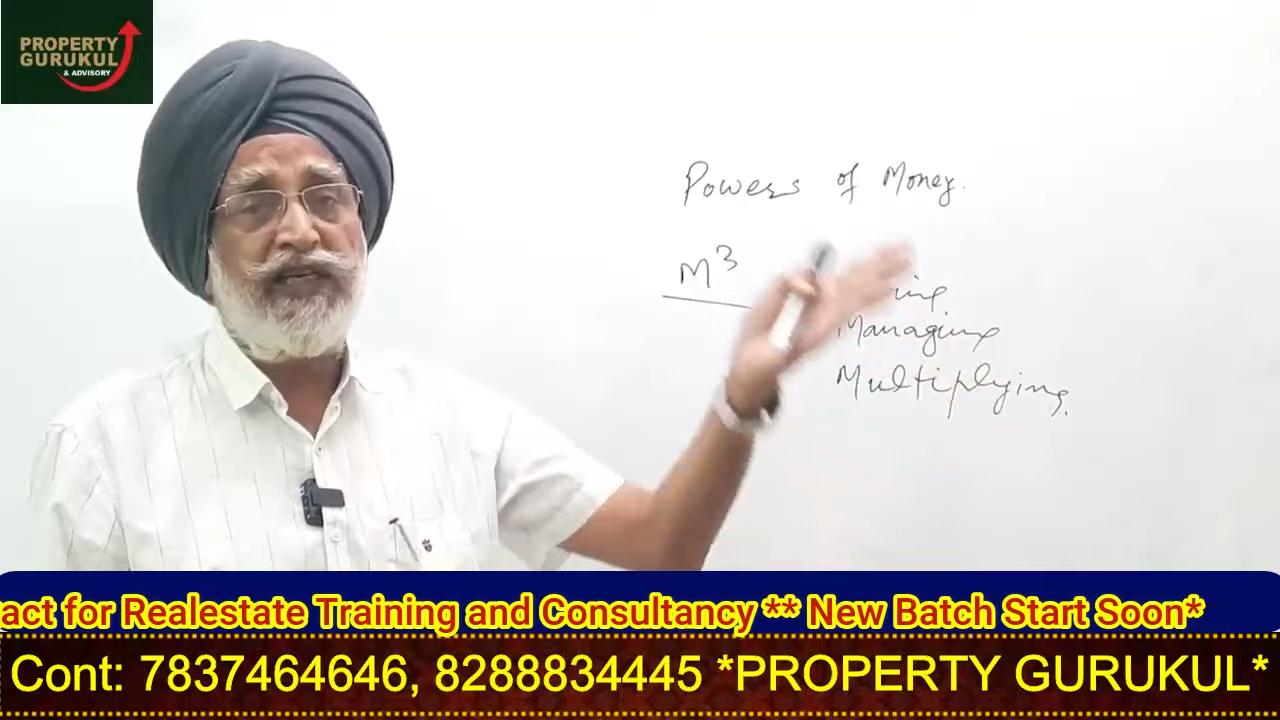 PROPERTY
GURUKUL
& ADVISORY
Powers of Money.
M³
Managing
Multiplying.
for Realestate Training and Consultancy ** New Batch Start Soon*
Cont: 7837464646, 8288834445 *PROPERTY GURUKUL*